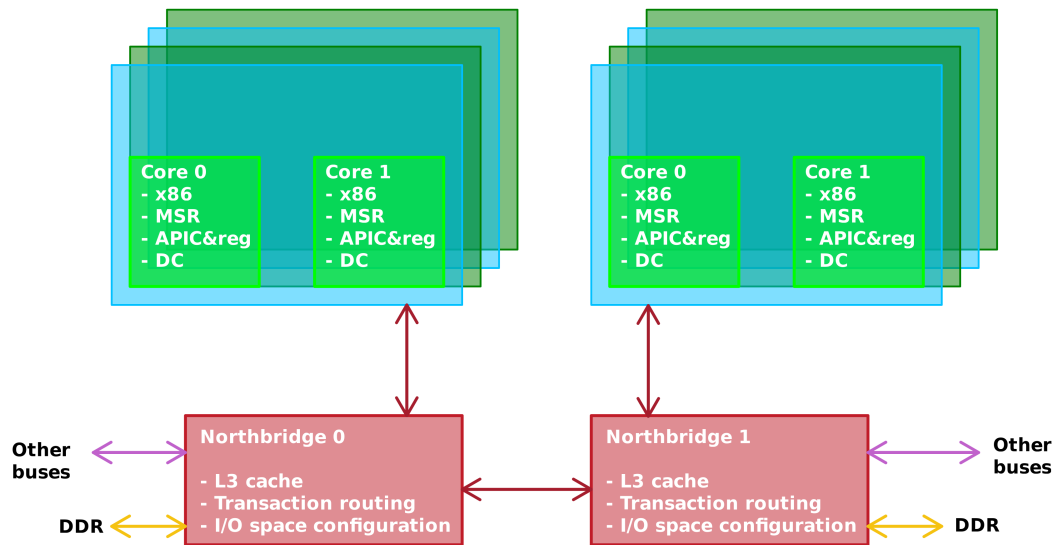 Core 0
- x86
- MSR
- APIC&reg
- DC
Core 1
- x86
- MSR
- APIC&reg
- DC
Core 0
- x86
- MSR
- APIC&reg
- DC
Core 1
- x86
- MSR
- APIC&reg
- DC
Other
buses
DDR
Northbridge 0
- L3 cache
- Transaction routing
- I/O space configuration
Northbridge 1
- L3 cache
- Transaction routing
- I/O space configuration
Other
buses
DDR